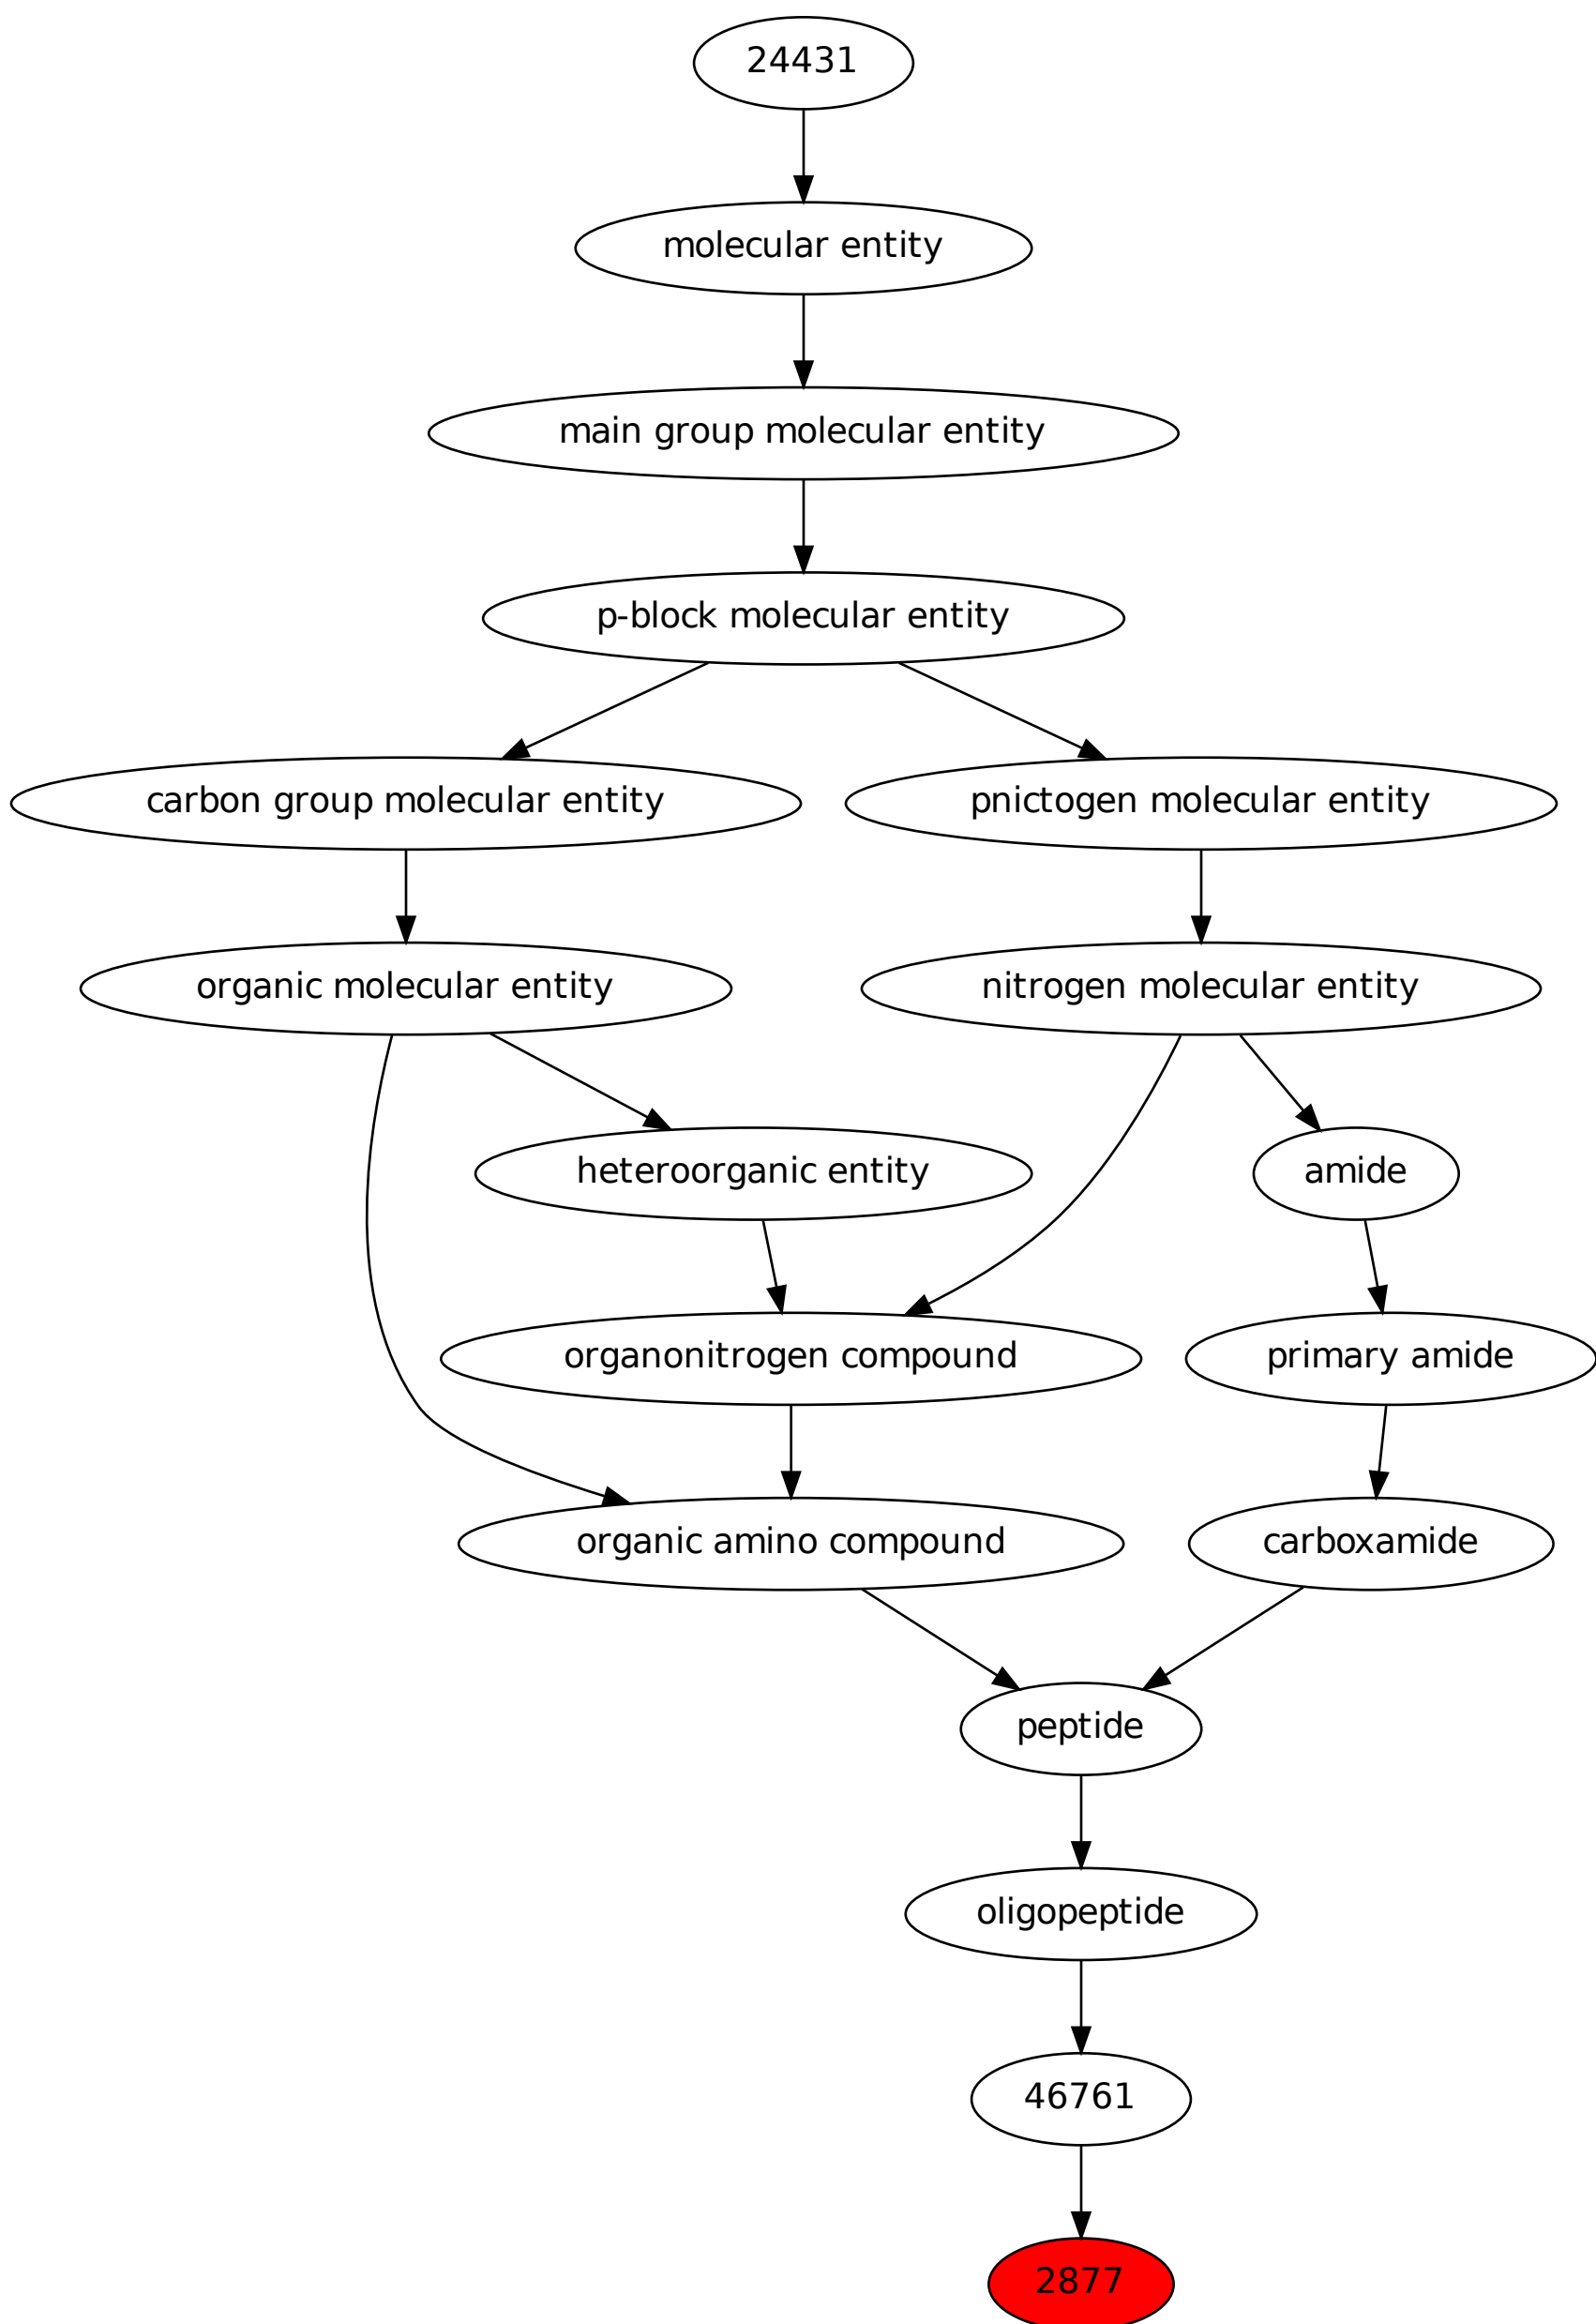 24431
molecular entity
main group molecular entity
p-block molecular entity
carbon group molecular entity
pnictogen molecular entity
organic molecular entity
nitrogen molecular entity
heteroorganic entity
amide
organonitrogen compound
primary amide
organic amino compound
carboxamide
peptide
oligopeptide
46761
2877